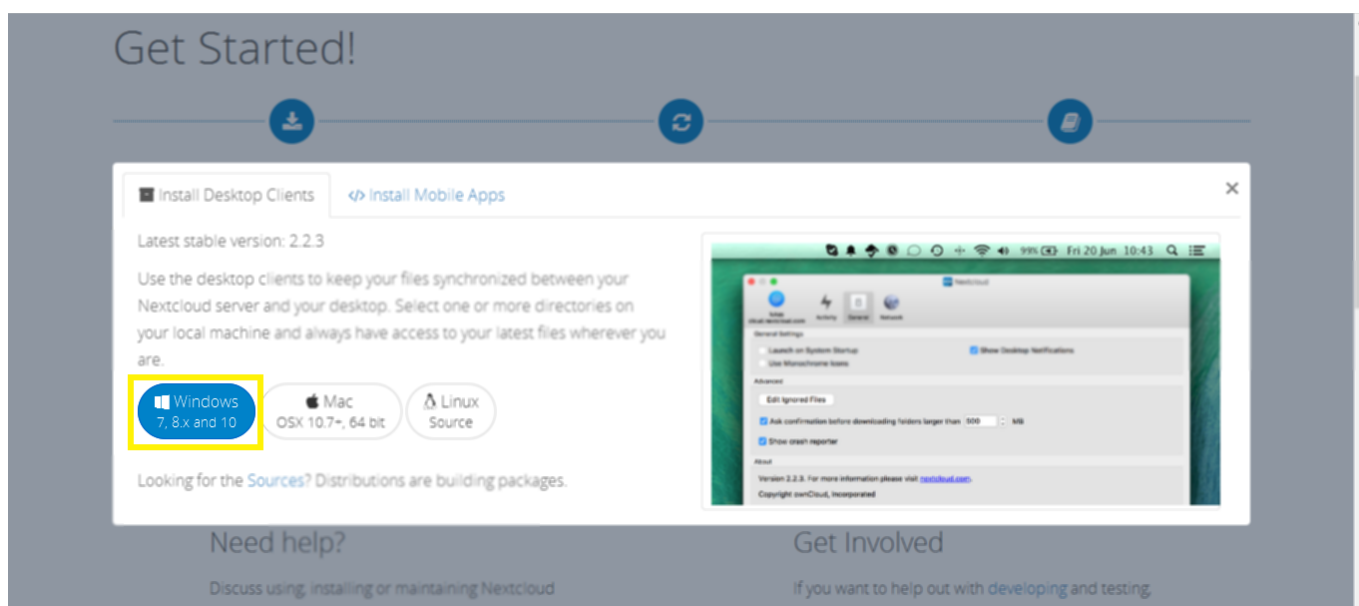 Get Started!
Install Desktop Clients
</> Install Mobile Apps
×
Latest stable version: 2.2.3
Use the desktop clients to keep your files synchronized between your
Nextcloud server and your desktop. Select one or more directories on
your local machine and always have access to your latest files wherever you
are.
Windows
7, 8.x and 10
Mac
OSX 10.7+, 64 bit
Linux
Source
Looking for the Sources? Distributions are building packages.
99% Fri 20 Jun 10:43
Nextcloud
cloud.nextcloud.com
Activity
General
Network
General Settings
Launch on System Startup
Show Desktop Notifications
Use Monochrome Icons
Advanced
Edit Ignored Files
Ask confirmation before downloading folders larger than 500 MB
Show crash reporter
About
Version 2.2.3. For more information please visit nextcloud.com.
Copyright ownCloud, Incorporated
Need help?
Discuss using, installing or maintaining Nextcloud
Get Involved
If you want to help out with developing and testing,